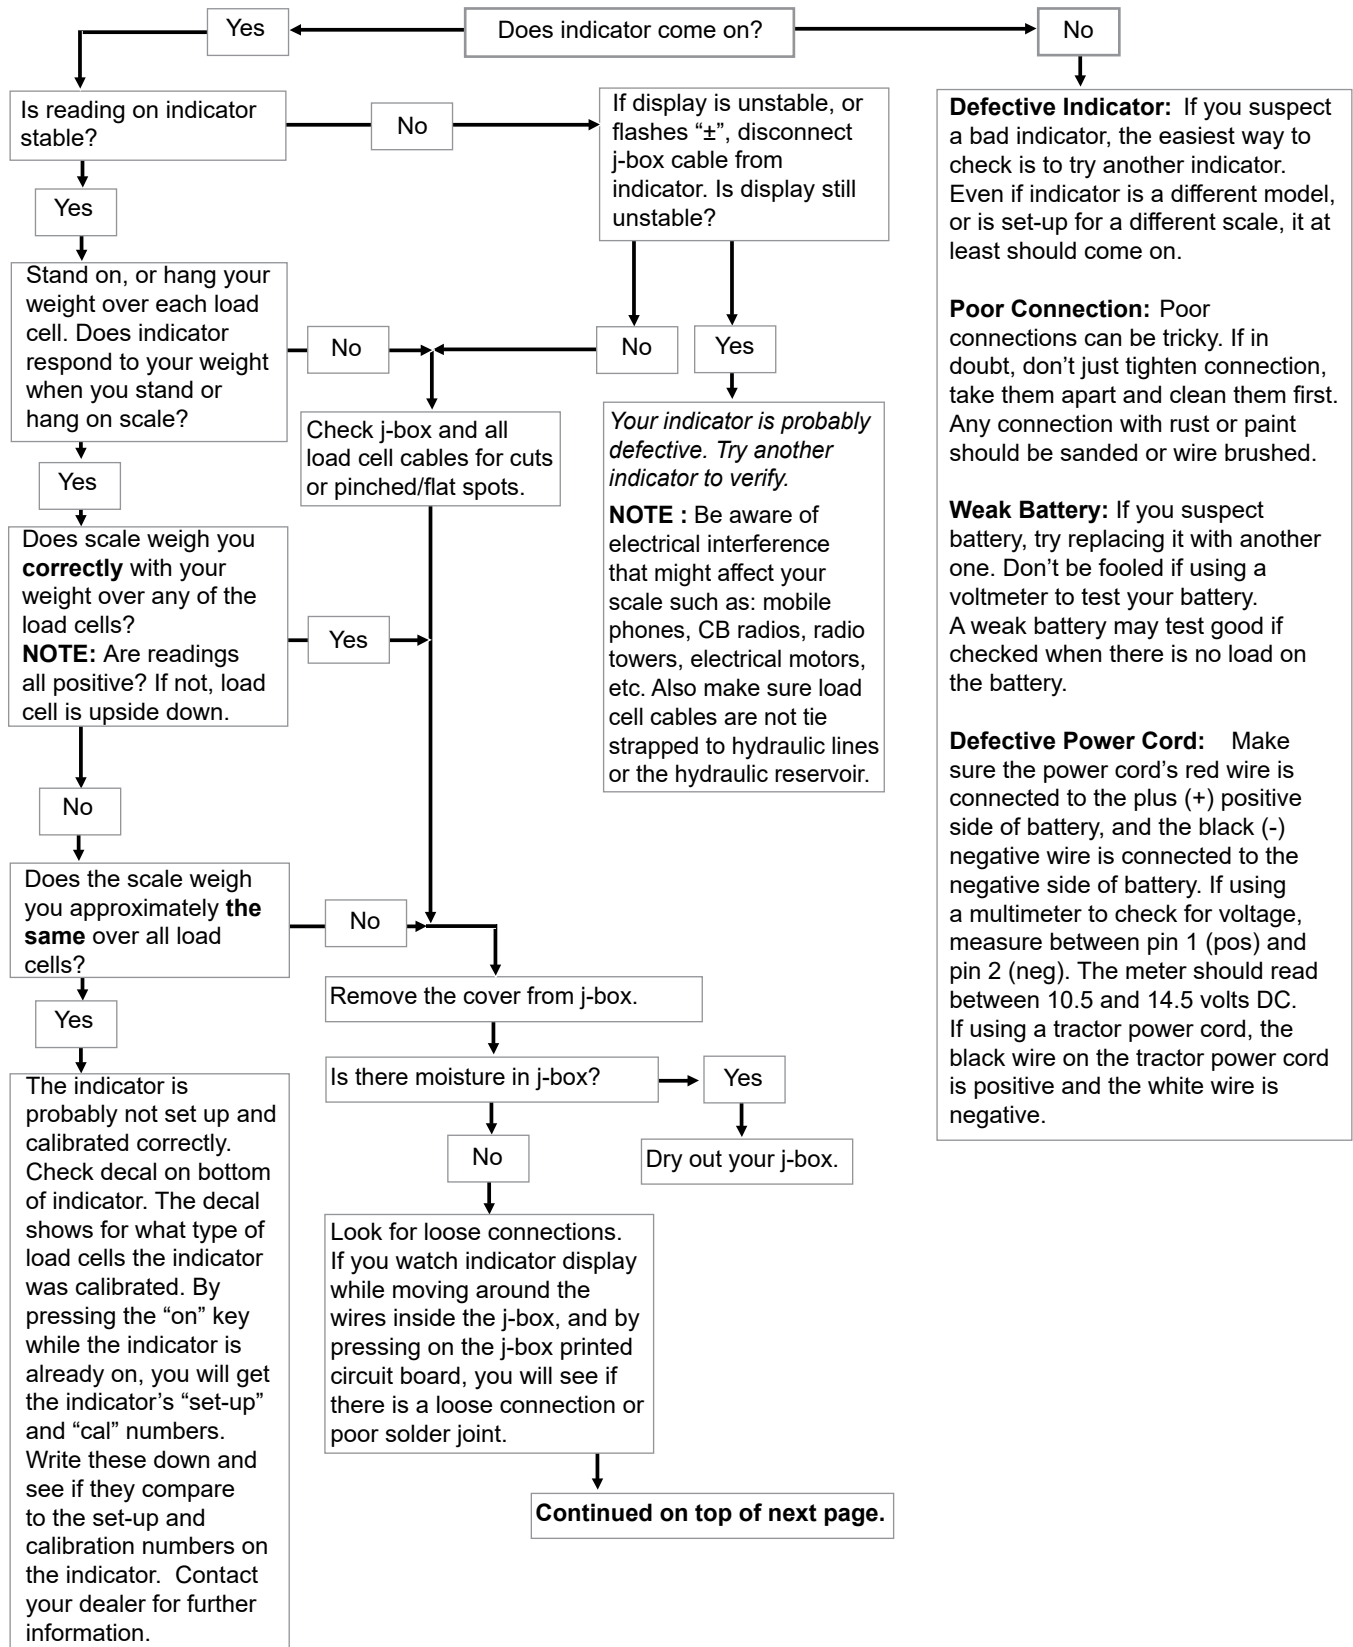 Does indicator come on?
Yes
No
Is reading on indicator
stable?
No
If display is unstable, or
flashes “±”, disconnect
j-box cable from
indicator. Is display still
unstable?
Yes
Stand on, or hang your
weight over each load
cell. Does indicator
respond to your weight
when you stand or
hang on scale?
No
No
Yes
Check j-box and all
load cell cables for cuts
or pinched/flat spots.
Your indicator is probably
defective. Try another
indicator to verify.
NOTE : Be aware of
electrical interference
that might affect your
scale such as: mobile
phones, CB radios, radio
towers, electrical motors,
etc. Also make sure load
cell cables are not tie
strapped to hydraulic lines
or the hydraulic reservoir.
Yes
Does scale weigh you
correctly with your
weight over any of the
load cells?
NOTE: Are readings
all positive? If not, load
cell is upside down.
Yes
No
Does the scale weigh
you approximately the
same over all load
cells?
No
Yes
The indicator is
probably not set up and
calibrated correctly.
Check decal on bottom
of indicator. The decal
shows for what type of
load cells the indicator
was calibrated. By
pressing the “on” key
while the indicator is
already on, you will get
the indicator’s “set-up”
and “cal” numbers.
Write these down and
see if they compare
to the set-up and
calibration numbers on
the indicator. Contact
your dealer for further
information.
Remove the cover from j-box.
Is there moisture in j-box?
Yes
No
Dry out your j-box.
Look for loose connections.
If you watch indicator display
while moving around the
wires inside the j-box, and by
pressing on the j-box printed
circuit board, you will see if
there is a loose connection or
poor solder joint.
Continued on top of next page.
Defective Indicator: If you suspect
a bad indicator, the easiest way to
check is to try another indicator.
Even if indicator is a different model,
or is set-up for a different scale, it at
least should come on.
Poor Connection: Poor
connections can be tricky. If in
doubt, don’t just tighten connection,
take them apart and clean them first.
Any connection with rust or paint
should be sanded or wire brushed.
Weak Battery: If you suspect
battery, try replacing it with another
one. Don’t be fooled if using a
voltmeter to test your battery.
A weak battery may test good if
checked when there is no load on
the battery.
Defective Power Cord: Make
sure the power cord’s red wire is
connected to the plus (+) positive
side of battery, and the black (-)
negative wire is connected to the
negative side of battery. If using
a multimeter to check for voltage,
measure between pin 1 (pos) and
pin 2 (neg). The meter should read
between 10.5 and 14.5 volts DC.
If using a tractor power cord, the
black wire on the tractor power cord
is positive and the white wire is
negative.